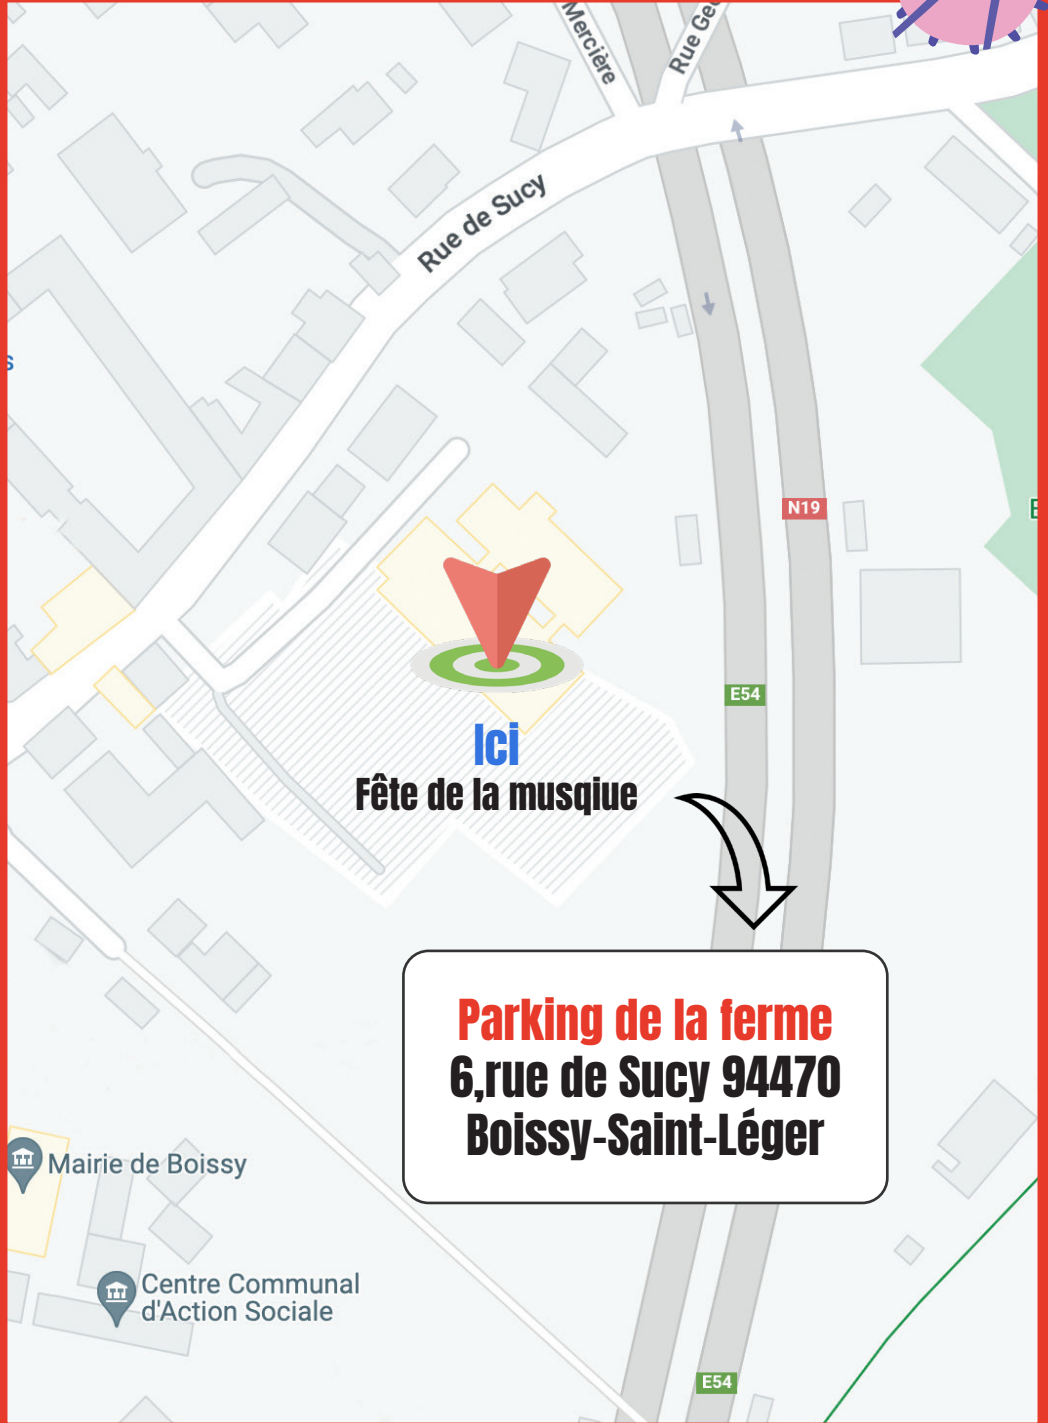 Mercière
Rue Geo
Rue de Sucy
s
N19
E
E54
Ici
Fête de la musqiue
Parking de la ferme
6,rue de Sucy 94470
Boissy-Saint-Léger
Mairie de Boissy
Centre Communal
d'Action Sociale
E54